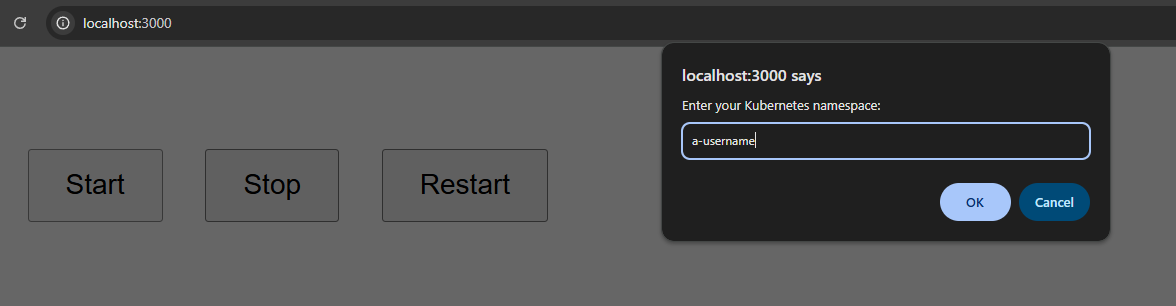 localhost:3000
localhost:3000 says
Enter your Kubernetes namespace:
a-username
OK Cancel
Start Stop Restart